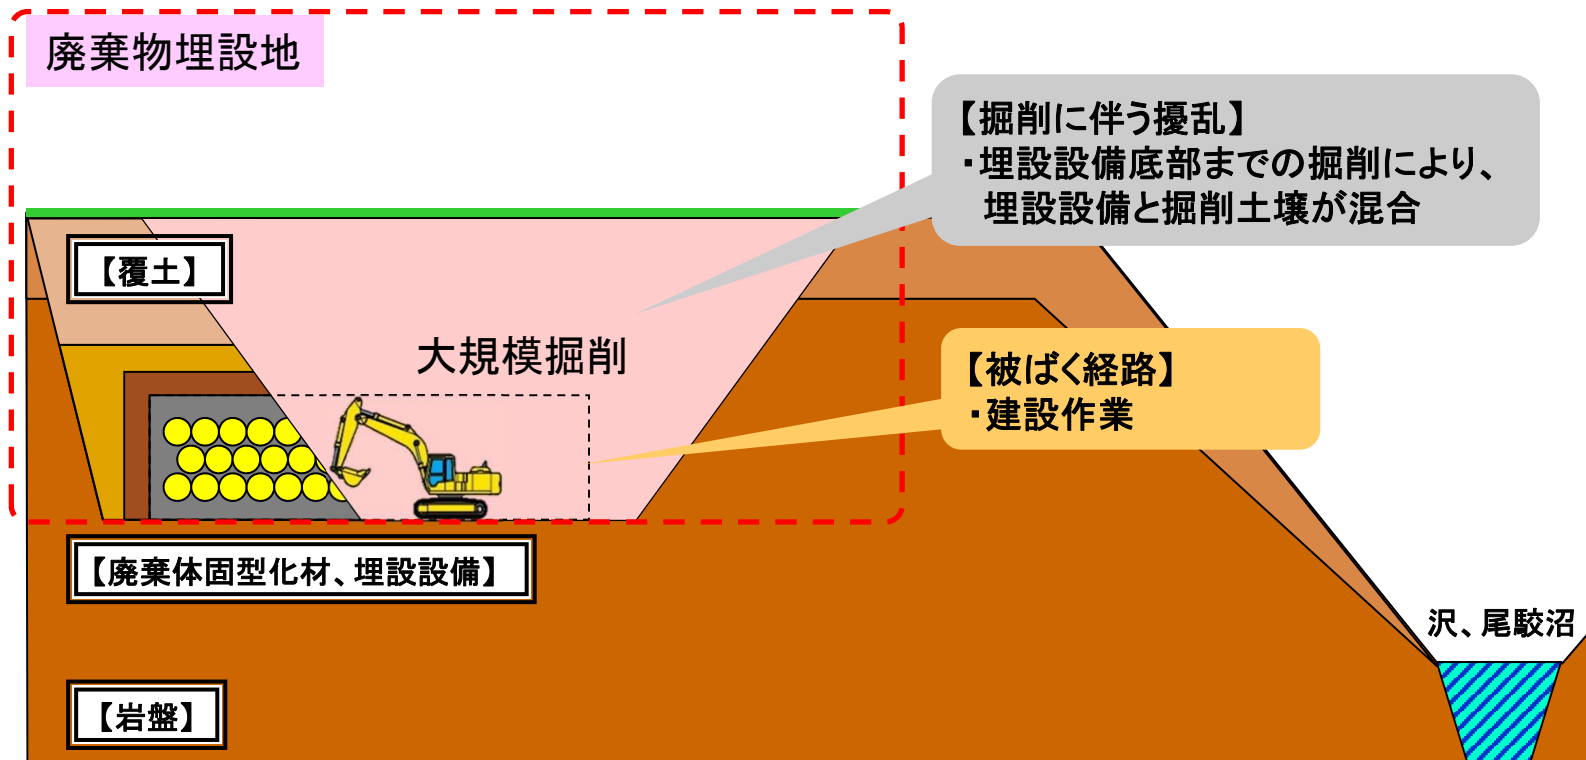 廃棄物埋設地
【掘削に伴う擾乱】
・埋設設備底部までの掘削により、
埋設設備と掘削土壌が混合
【覆土】
大規模掘削
【被ばく経路】
・建設作業
【廃棄体固型化材、埋設設備】
沢、尾駮沼
【岩盤】